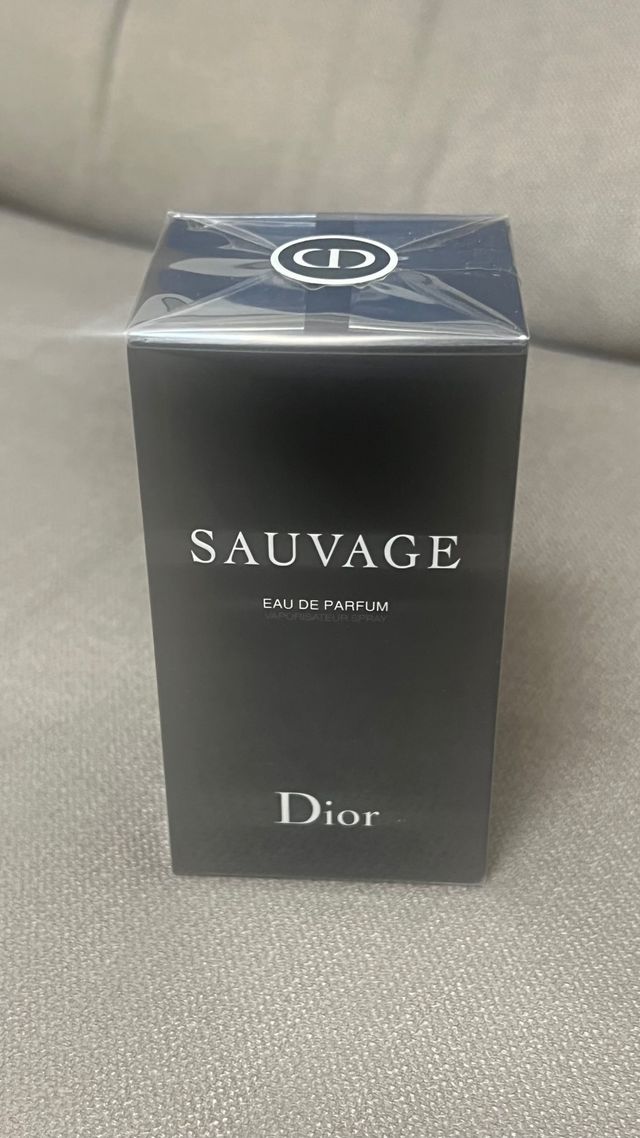 SAUVAGE
EAU DE PARFUM
VAPORISATEUR SPRAY
Dior